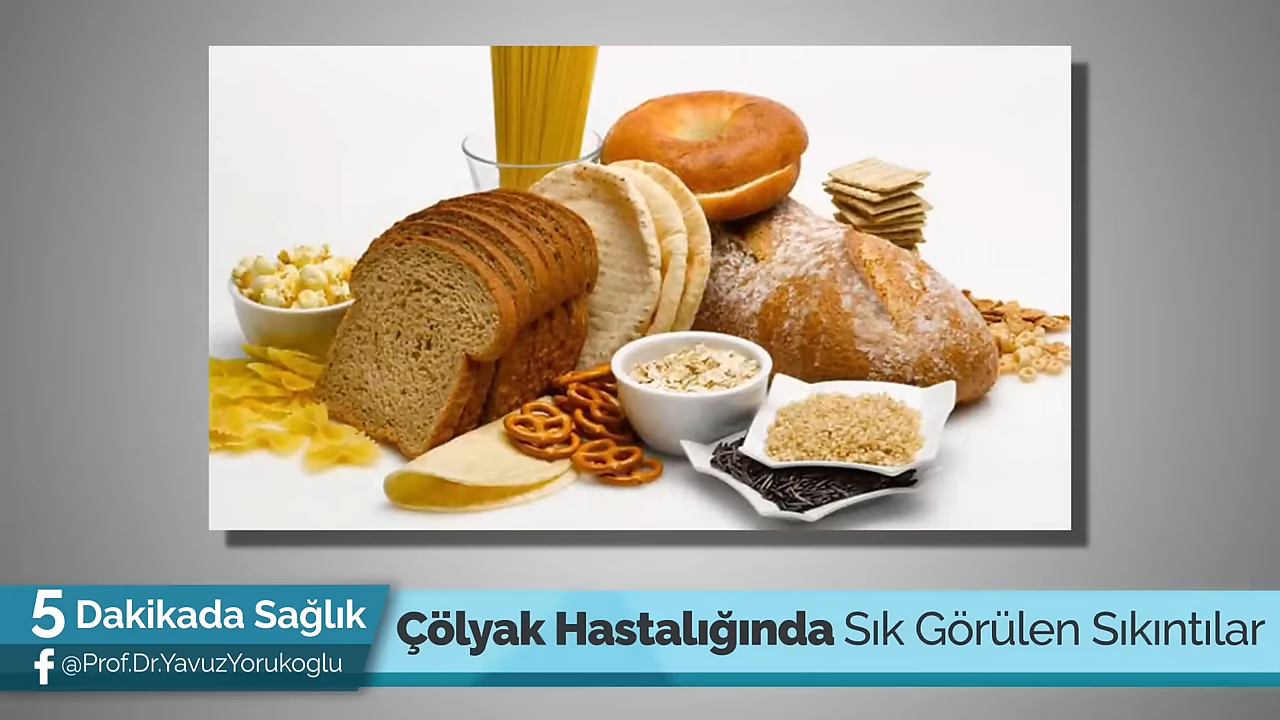 5 Dakikada Sağlık
f @Prof.Dr.YavuzYorukoglu
Çölyak Hastalığında Sık Görülen Sıkıntılar